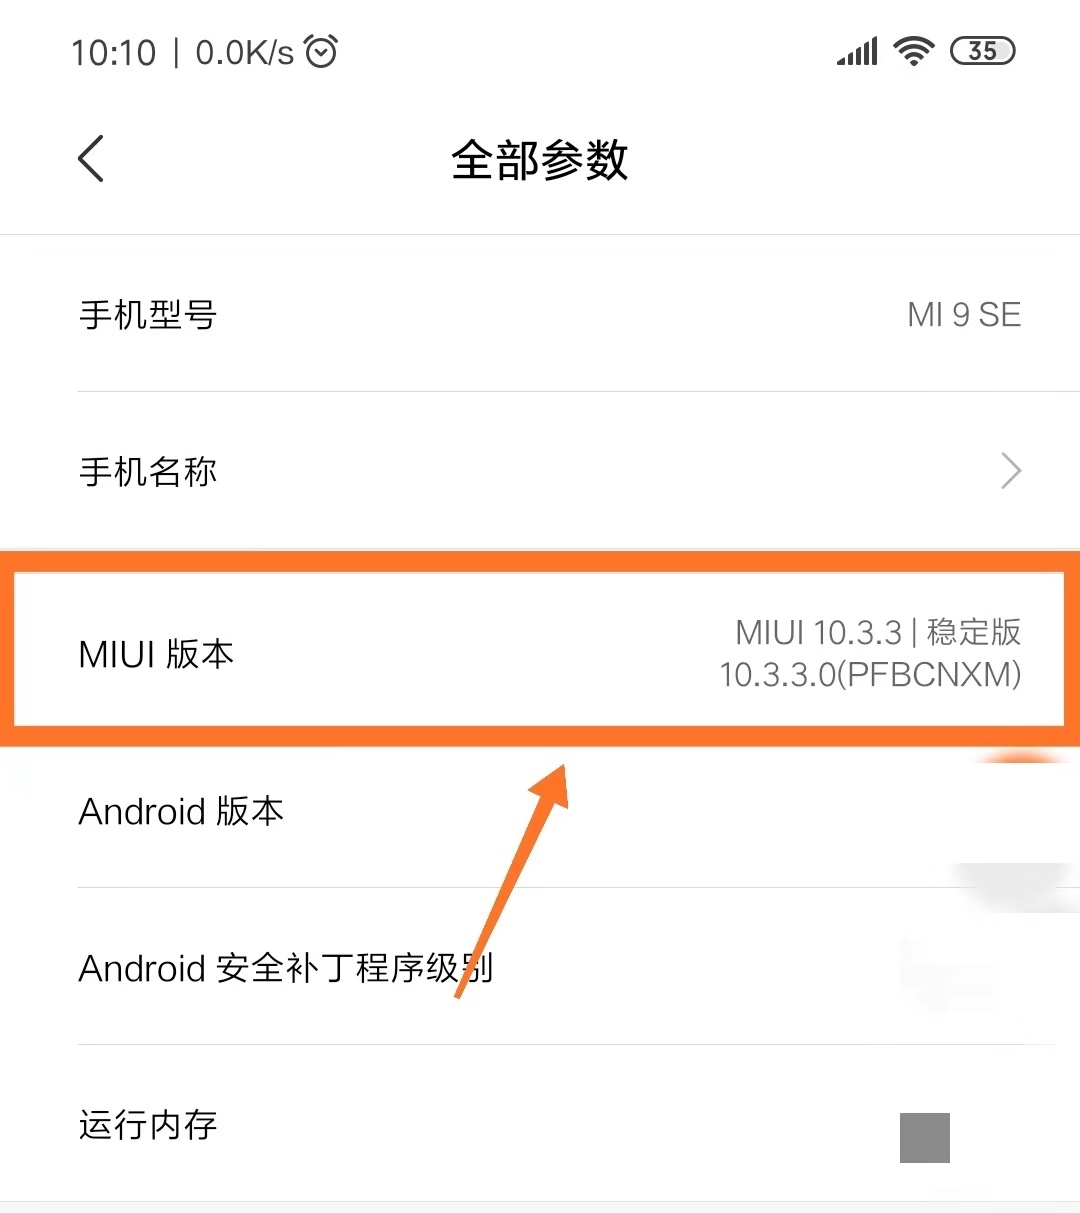 10:10 | 0.0K/s 35
全部参数
手机型号 MI 9 SE
手机名称
MIUI 版本 MIUI 10.3.3 | 稳定版
10.3.3.0(PFBCNXM)
Android 版本
Android 安全补丁程序级别
运行内存